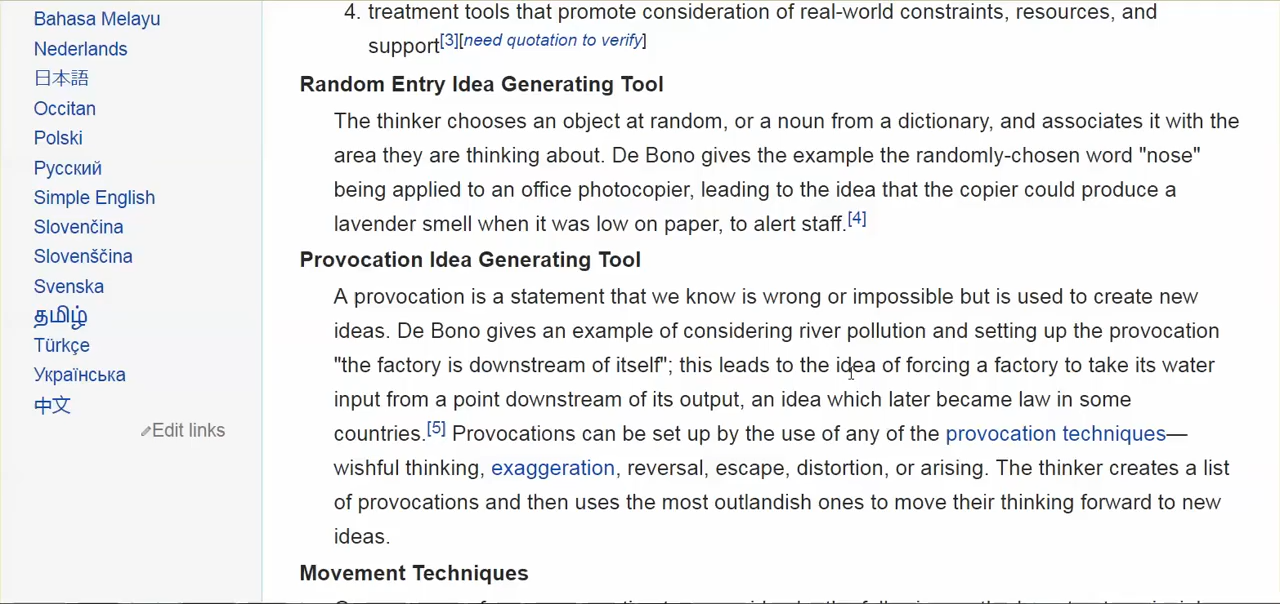 Bahasa Melayu
Nederlands
日本語
Occitan
Polski
Русский
Simple English
Slovenčina
Slovenščina
Svenska
தமிழ்
Türkçe
Українська
中文
Edit links
4. treatment tools that promote consideration of real-world constraints, resources, and
support[3][need quotation to verify]
Random Entry Idea Generating Tool
The thinker chooses an object at random, or a noun from a dictionary, and associates it with the
area they are thinking about. De Bono gives the example the randomly-chosen word "nose"
being applied to an office photocopier, leading to the idea that the copier could produce a
lavender smell when it was low on paper, to alert staff.[4]
Provocation Idea Generating Tool
A provocation is a statement that we know is wrong or impossible but is used to create new
ideas. De Bono gives an example of considering river pollution and setting up the provocation
"the factory is downstream of itself"; this leads to the idea of forcing a factory to take its water
input from a point downstream of its output, an idea which later became law in some
countries.[5] Provocations can be set up by the use of any of the provocation techniques—
wishful thinking, exaggeration, reversal, escape, distortion, or arising. The thinker creates a list
of provocations and then uses the most outlandish ones to move their thinking forward to new
ideas.
Movement Techniques